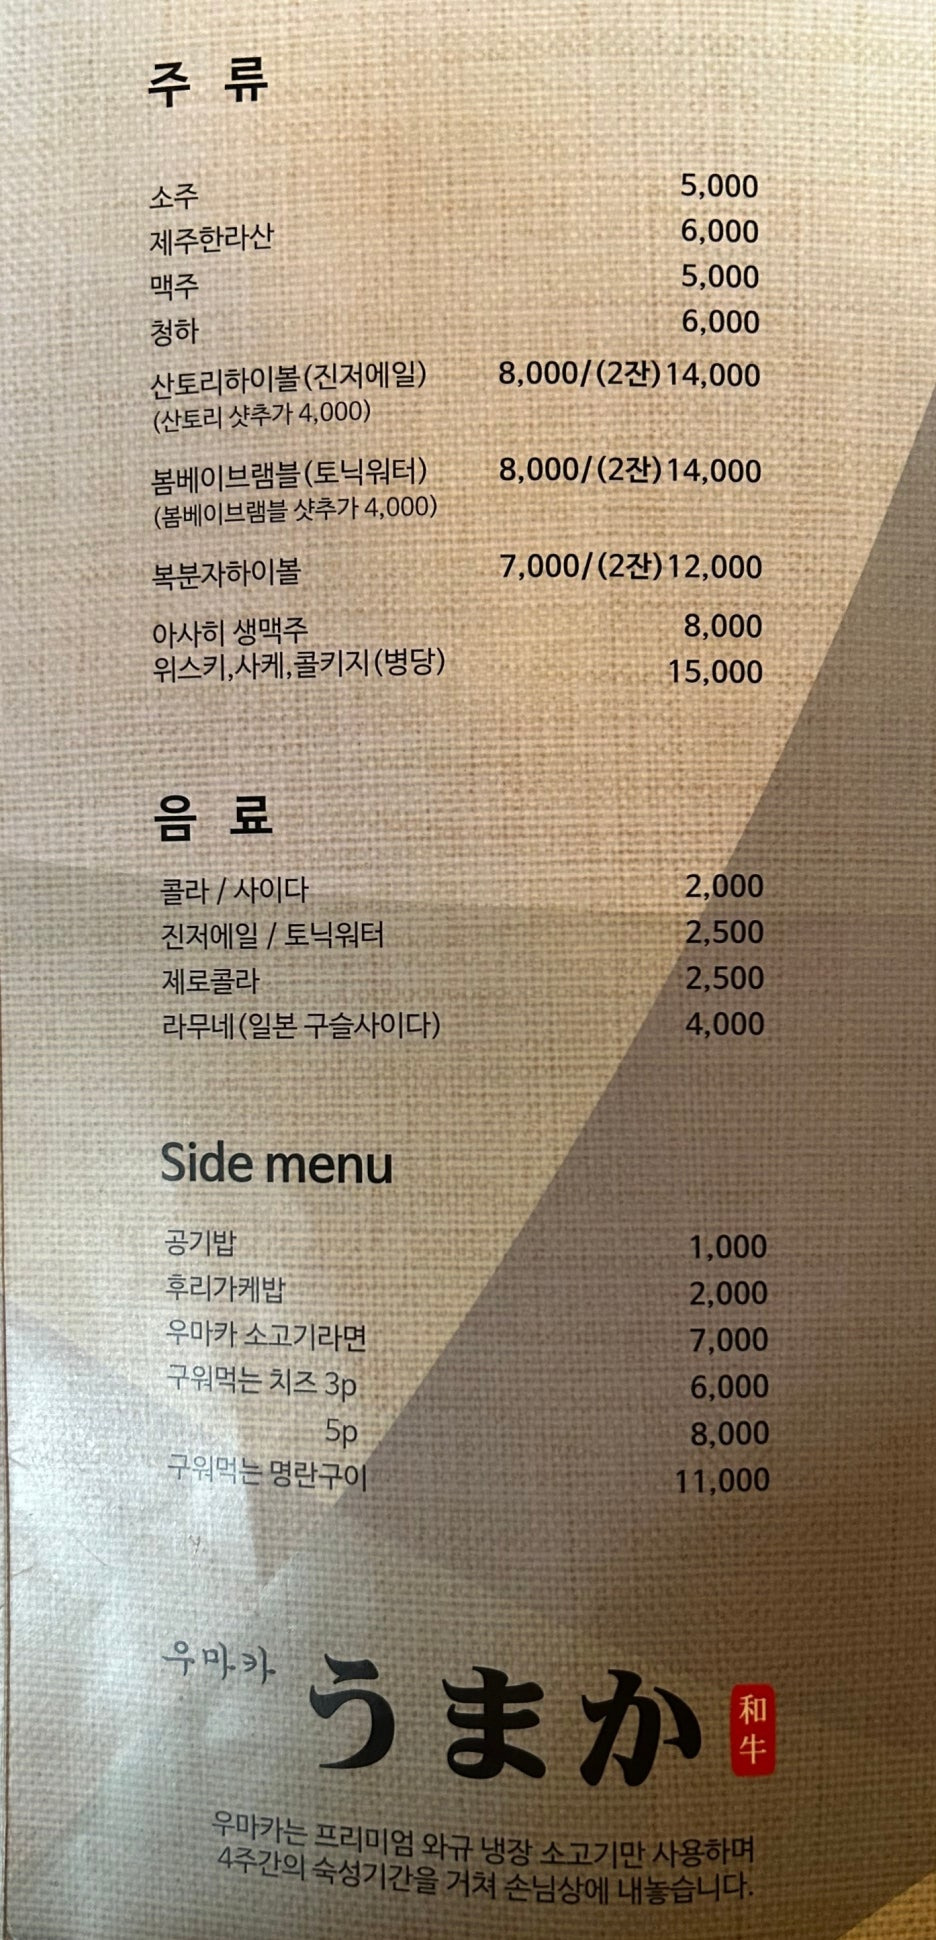 주 류
소주 5,000
제주한라산 6,000
맥주 5,000
청하 6,000
산토리하이볼(진저에일) 8,000/(2잔)14,000
(산토리 샷추가 4,000)
봄베이브램블(토닉워터) 8,000/(2잔)14,000
(봄베이브램블 샷추가 4,000)
복분자하이볼 7,000/(2잔)12,000
아사히 생맥주 8,000
위스키,사케,콜키지(병당) 15,000
음 료
콜라 / 사이다 2,000
진저에일 / 토닉워터 2,500
제로콜라 2,500
라무네(일본 구슬사이다) 4,000
Side menu
공기밥 1,000
후리가케밥 2,000
우마카 소고기라면 7,000
구워먹는 치즈 3p 6,000
5p 8,000
구워먹는 명란구이 11,000
우마카 うまか 和牛
우마카는 프리미엄 와규 냉장 소고기만 사용하며
4주간의 숙성기간을 거쳐 손님상에 내놓습니다.